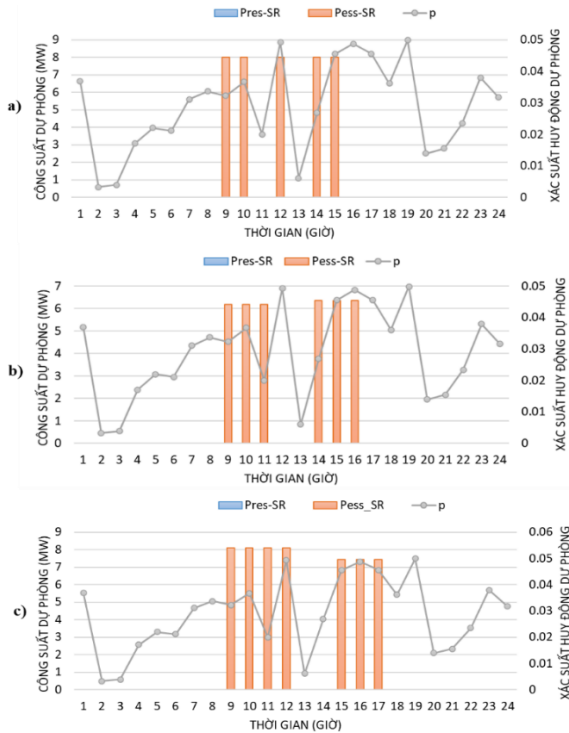 Pres-SR Pess-SR p
a)
CÔNG SUẤT DỰ PHÒNG (MW)
9
8
7
6
5
4
3
2
1
0
0.05
0.04
0.03
0.02
0.01
0
XÁC SUẤT HUY ĐỘNG DỰ PHÒNG
1 2 3 4 5 6 7 8 9 10 11 12 13 14 15 16 17 18 19 20 21 22 23 24
THỜI GIAN (GIỜ)
Pres-SR Pess-SR p
b)
CÔNG SUẤT DỰ PHÒNG (MW)
7
6
5
4
3
2
1
0
0.05
0.04
0.03
0.02
0.01
0
XÁC SUẤT HUY ĐỘNG DỰ PHÒNG
1 2 3 4 5 6 7 8 9 10 11 12 13 14 15 16 17 18 19 20 21 22 23 24
THỜI GIAN (GIỜ)
Pres-SR Pess_SR p
c)
CÔNG SUẤT DỰ PHÒNG (MW)
9
8
7
6
5
4
3
2
1
0
0.06
0.05
0.04
0.03
0.02
0.01
0
XÁC SUẤT HUY ĐỘNG DỰ PHÒNG
1 2 3 4 5 6 7 8 9 10 11 12 13 14 15 16 17 18 19 20 21 22 23 24
THỜI GIAN (GIỜ)